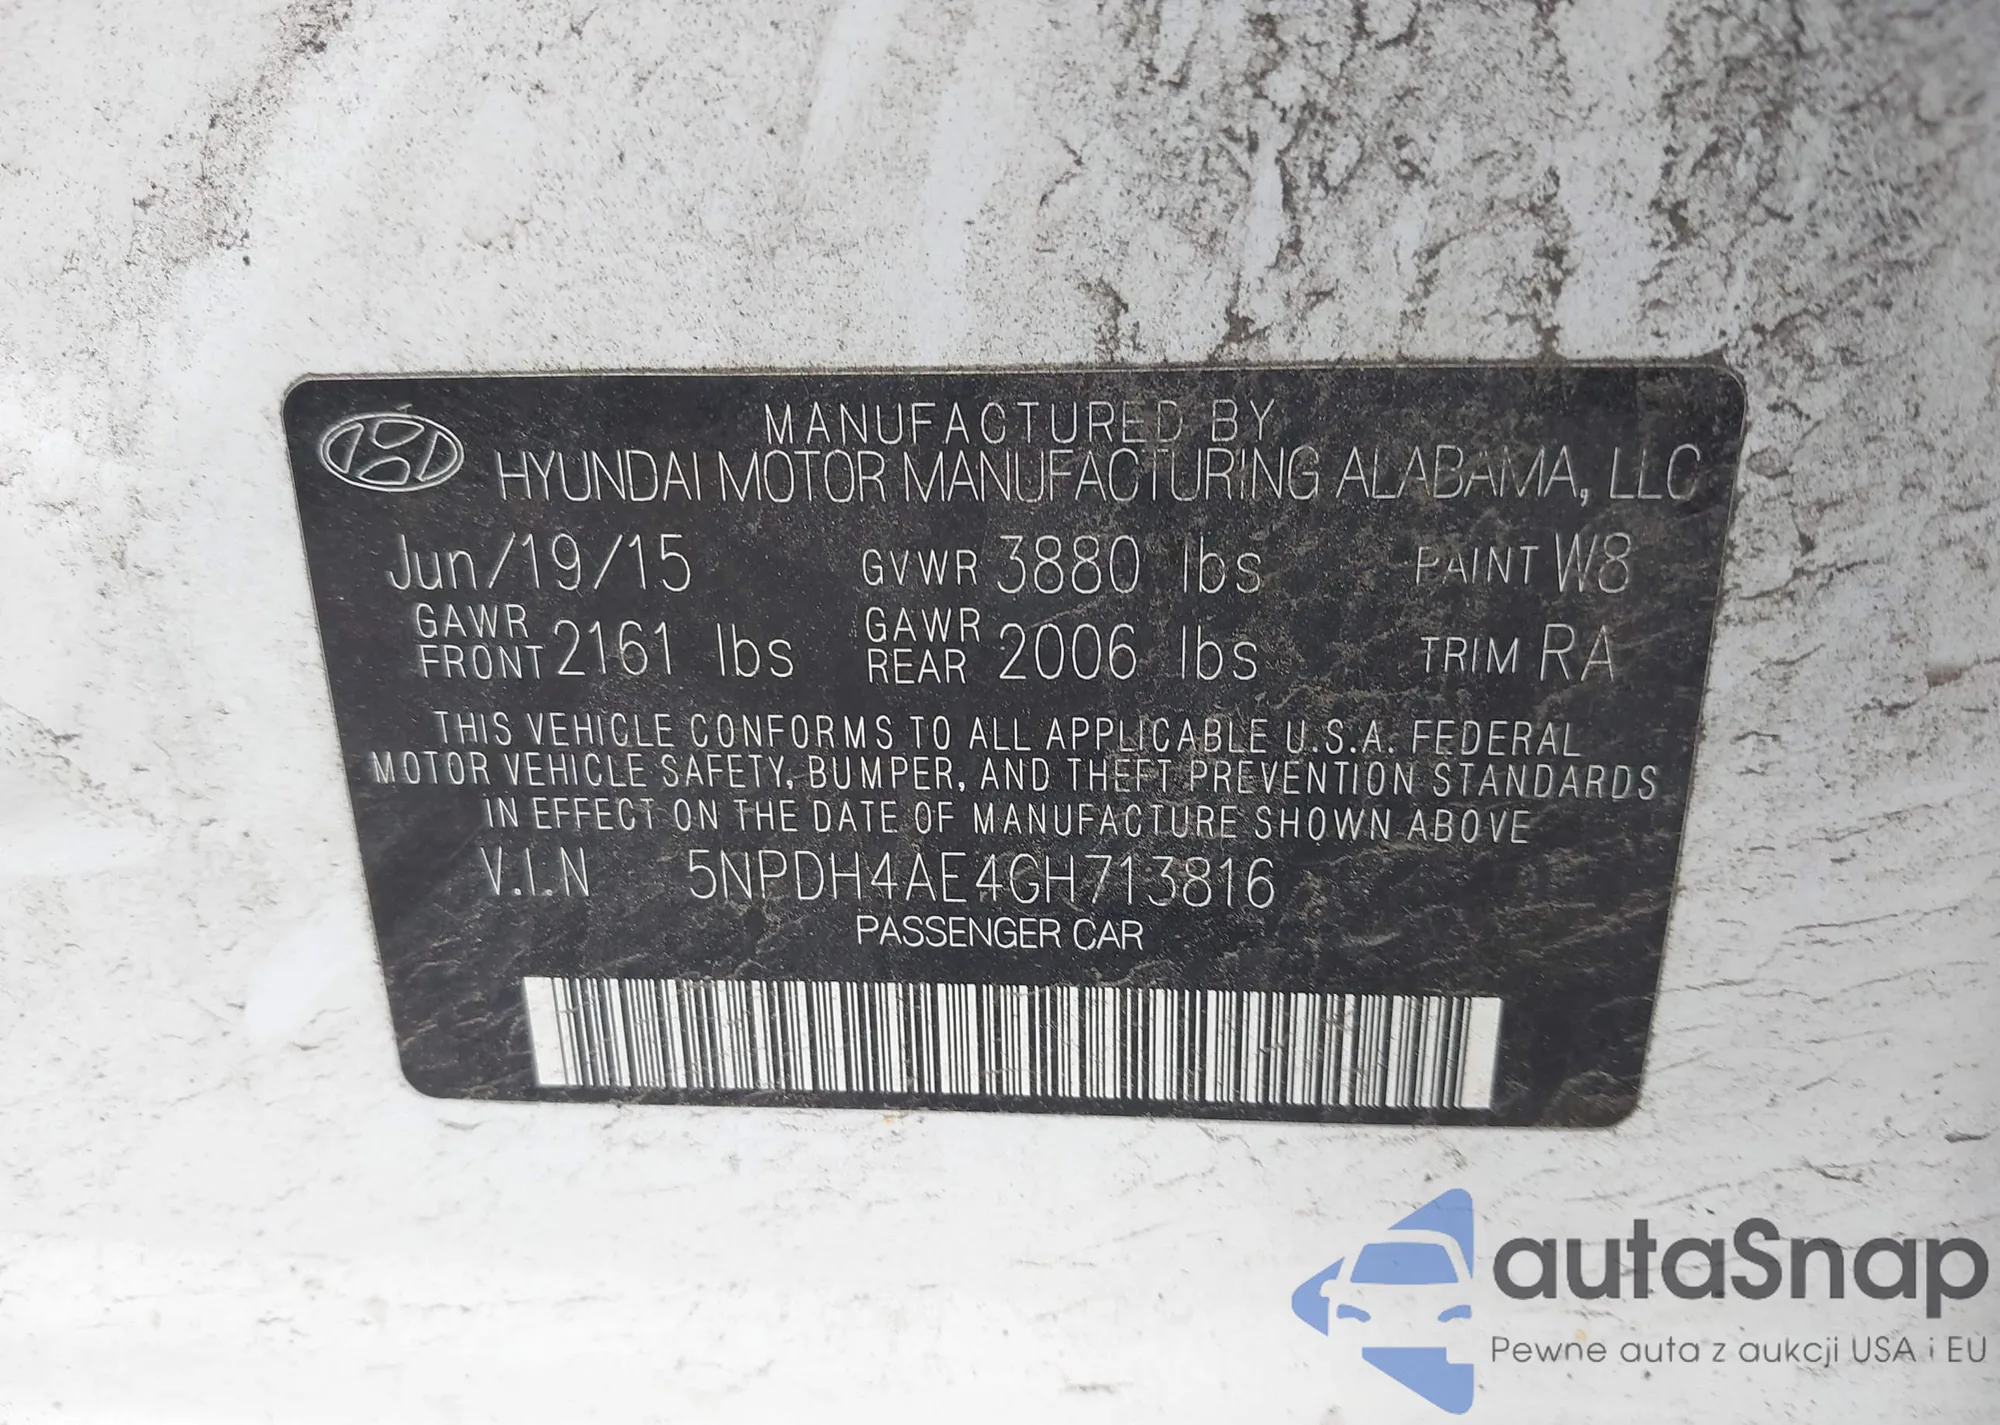 MANUFACTURED BY
HYUNDAI MOTOR MANUFACTURING ALABAMA, LLC
Jun/19/15 GVWR 3880 lbs PAINT W8
GAWR FRONT 2161 lbs GAWR REAR 2006 lbs TRIM RA
THIS VEHICLE CONFORMS TO ALL APPLICABLE U.S.A. FEDERAL
MOTOR VEHICLE SAFETY, BUMPER, AND THEFT PREVENTION STANDARDS
IN EFFECT ON THE DATE OF MANUFACTURE SHOWN ABOVE
V.I.N 5NPDH4AE4GH713816
PASSENGER CAR
autoSnap
Pewne auta z aukcji USA i EU